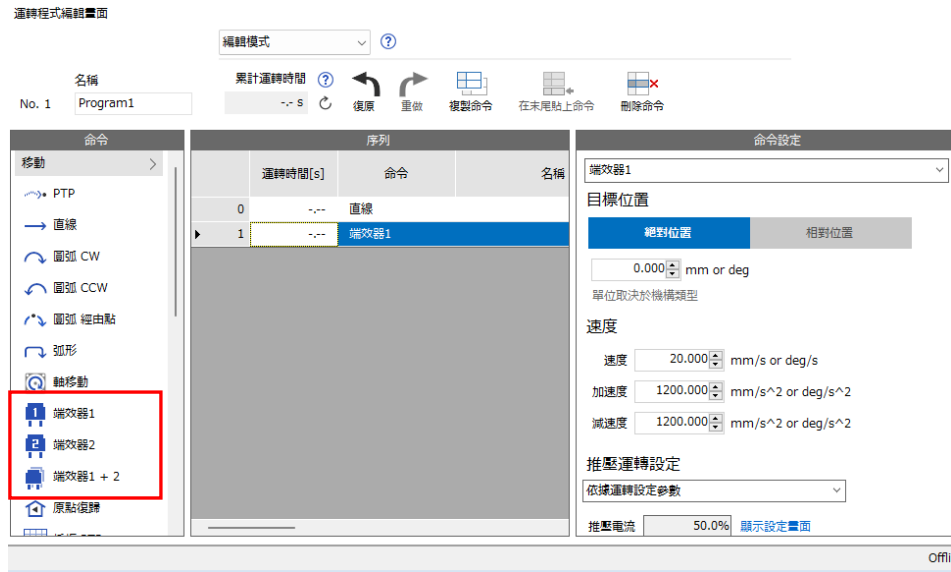 運轉程式編輯畫面
編輯模式
名稱
累計運轉時間
No. 1 Program1
-.- s
復原 重做 複製命令 在末尾貼上命令 刪除命令
命令 序列 命令設定
移動
PTP
直線
圓弧 CW
圓弧 CCW
圓弧 經由點
弧形
軸移動
1 端效器1
2 端效器2
端效器1 + 2
原點復歸
運轉時間[s] 命令 名稱
0 -.-- 直線
1 -.-- 端效器1
端效器1
目標位置
絕對位置 相對位置
0.000 mm or deg
單位取決於機構類型
速度
速度 20.000 mm/s or deg/s
加速度 1200.000 mm/s^2 or deg/s^2
減速度 1200.000 mm/s^2 or deg/s^2
推壓運轉設定
依據運轉設定參數
推壓電流 50.0% 顯示設定畫面
Offli